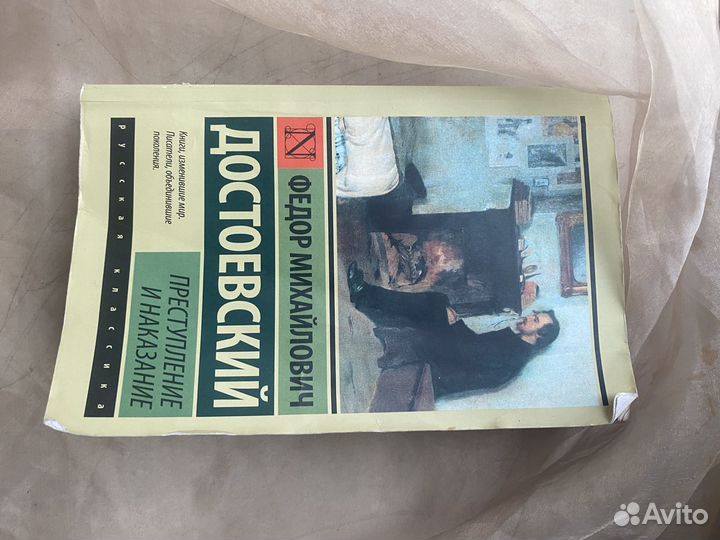 N
ФЕДОР МИХАЙЛОВИЧ
ДОСТОЕВСКИЙ
Книги, изменившие мир.
Писатели, объединившие
поколения.
ПРЕСТУПЛЕНИЕ
И НАКАЗАНИЕ
русская классика
Avito